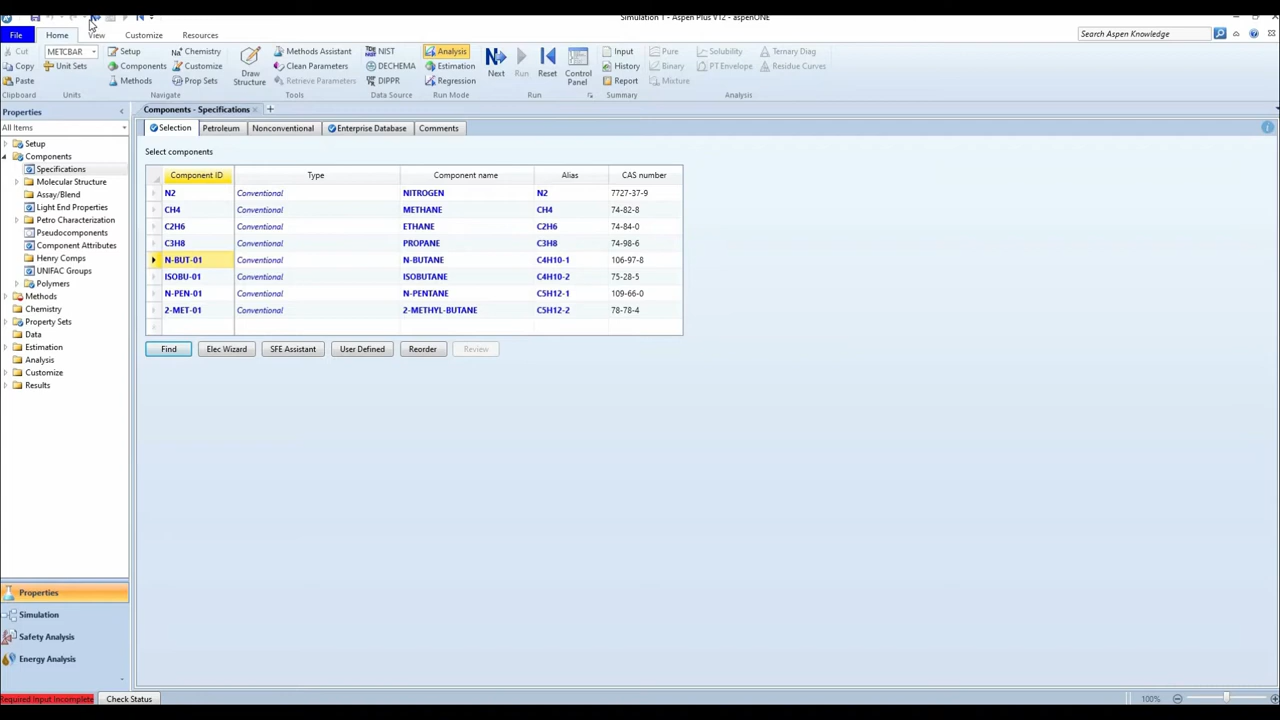 Simulation 1 - Aspen Plus V12 - aspenONE
File Home View Customize Resources Search Aspen Knowledge
Cut METCBAR Setup Chemistry Methods Assistant NIST Analysis Input Pure Solubility Ternary Diag
Copy Unit Sets Components Customize Draw Structure Clean Parameters DECHEMA Estimation Next Run Reset Control Panel History Binary PT Envelope Residue Curves
Paste Methods Prop Sets Retrieve Parameters DIPPR Regression Report Mixture
Clipboard Units Navigate Tools Data Source Run Mode Run Summary Analysis
Properties
Components - Specifications
All Items
Selection Petroleum Nonconventional Enterprise Database Comments
Setup
Components
Specifications
Molecular Structure
Assay/Blend
Light End Properties
Petro Characterization
Pseudocomponents
Component Attributes
Henry Comps
UNIFAC Groups
Polymers
Methods
Chemistry
Property Sets
Data
Estimation
Analysis
Customize
Results
Select components
Component ID Type Component name Alias CAS number
N2 Conventional NITROGEN N2 7727-37-9
CH4 Conventional METHANE CH4 74-82-8
C2H6 Conventional ETHANE C2H6 74-84-0
C3H8 Conventional PROPANE C3H8 74-98-6
N-BUT-01 Conventional N-BUTANE C4H10-1 106-97-8
ISOBU-01 Conventional ISOBUTANE C4H10-2 75-28-5
N-PEN-01 Conventional N-PENTANE C5H12-1 109-66-0
2-MET-01 Conventional 2-METHYL-BUTANE C5H12-2 78-78-4
Find Elec Wizard SFE Assistant User Defined Reorder Review
Properties
Simulation
Safety Analysis
Energy Analysis
Required Input Incomplete Check Status 100%